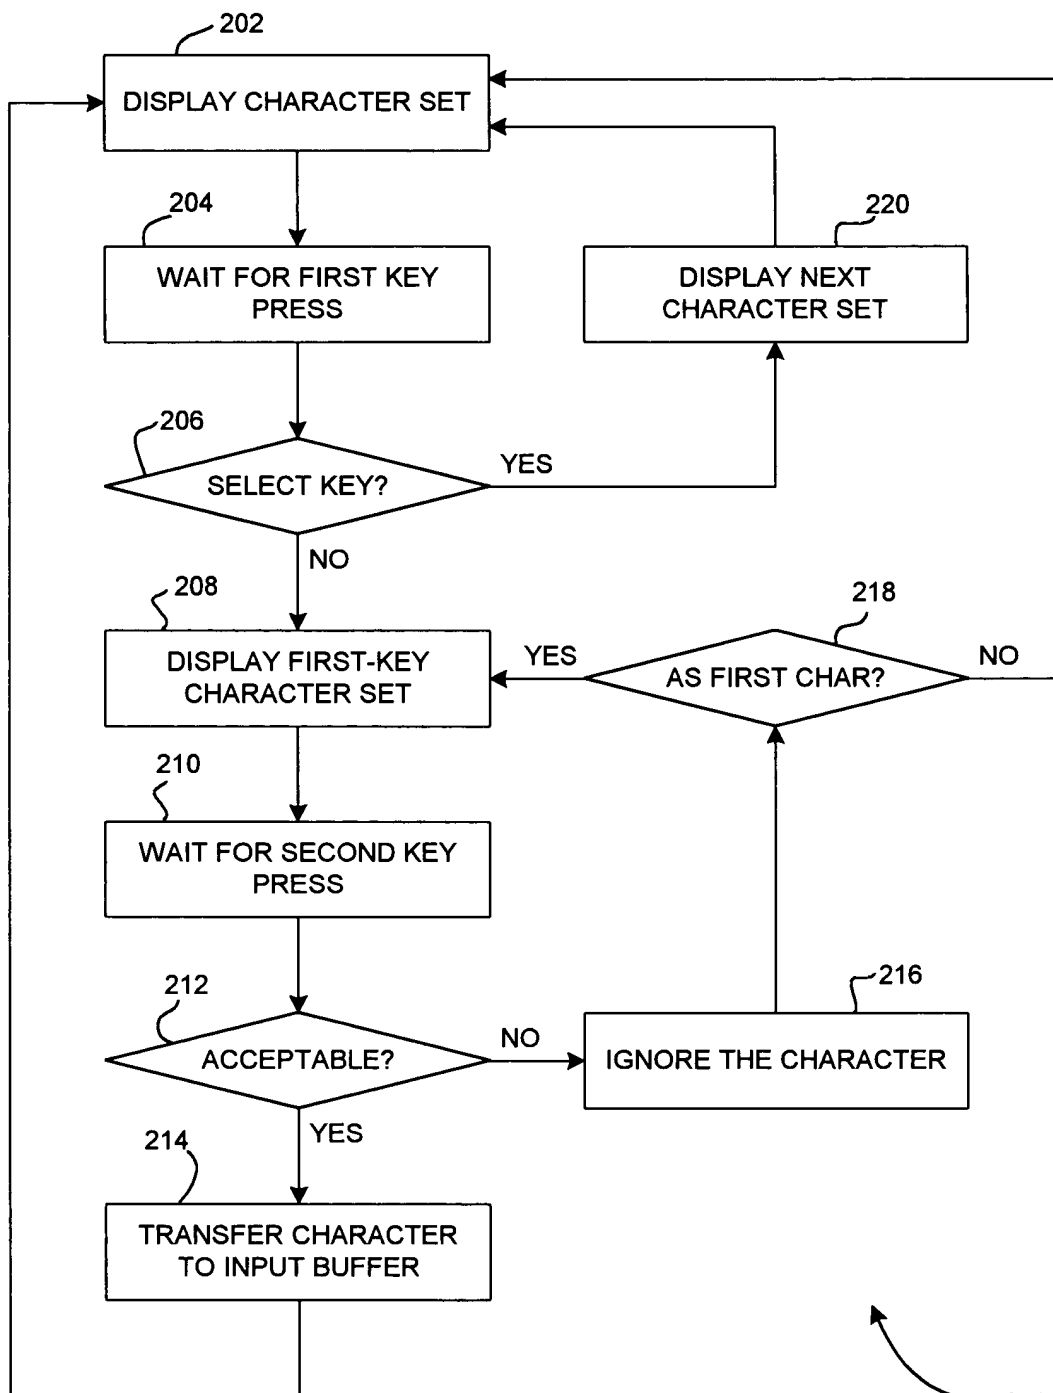 202
DISPLAY CHARACTER SET
204
WAIT FOR FIRST KEY
PRESS
220
DISPLAY NEXT
CHARACTER SET
206
SELECT KEY?
YES
NO
208
DISPLAY FIRST-KEY
CHARACTER SET
218
YES
AS FIRST CHAR?
NO
210
WAIT FOR SECOND KEY
PRESS
212
ACCEPTABLE?
NO
216
IGNORE THE CHARACTER
YES
214
TRANSFER CHARACTER
TO INPUT BUFFER